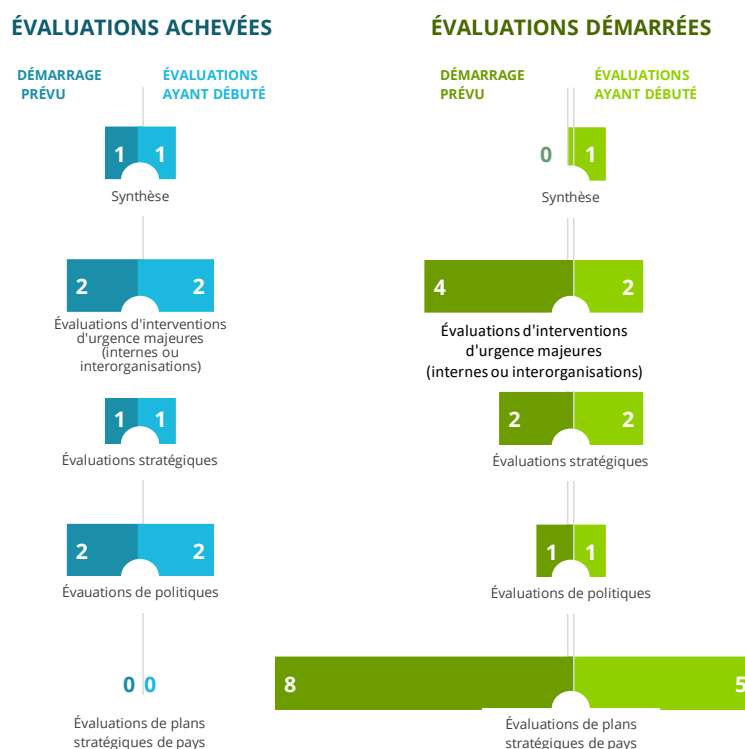 ÉVALUATIONS ACHEVÉES
DÉMARRAGE
PRÉVU
ÉVALUATIONS
AYANT DÉBUTÉ
1 1
Synthèse
2 2
Évaluations d'interventions
d'urgence majeures
(internes ou
interorganisations)
1 1
Évaluations stratégiques
2 2
Évauations de politiques
0 0
Évaluations de plans
stratégiques de pays
ÉVALUATIONS DÉMARRÉES
DÉMARRAGE
PRÉVU
ÉVALUATIONS
AYANT DÉBUTÉ
0 1
Synthèse
4 2
Évaluations d'interventions
d'urgence majeures
(internes ou interorganisations)
2 2
Évaluations stratégiques
1 1
Évaluations de politiques
8 5
Évaluations de plans
stratégiques de pays